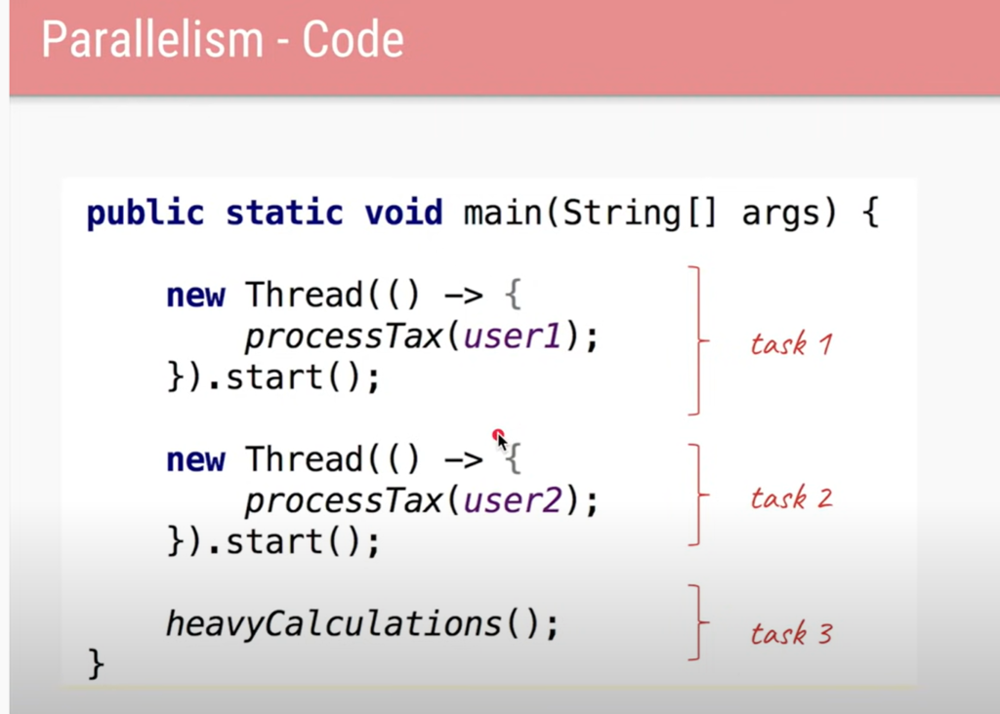 Parallelism - Code
public static void main(String[] args) {
new Thread(() -> {
processTax(user1);
}).start();
task 1
new Thread(() -> {
processTax(user2);
}).start();
task 2
heavyCalculations();
task 3
}